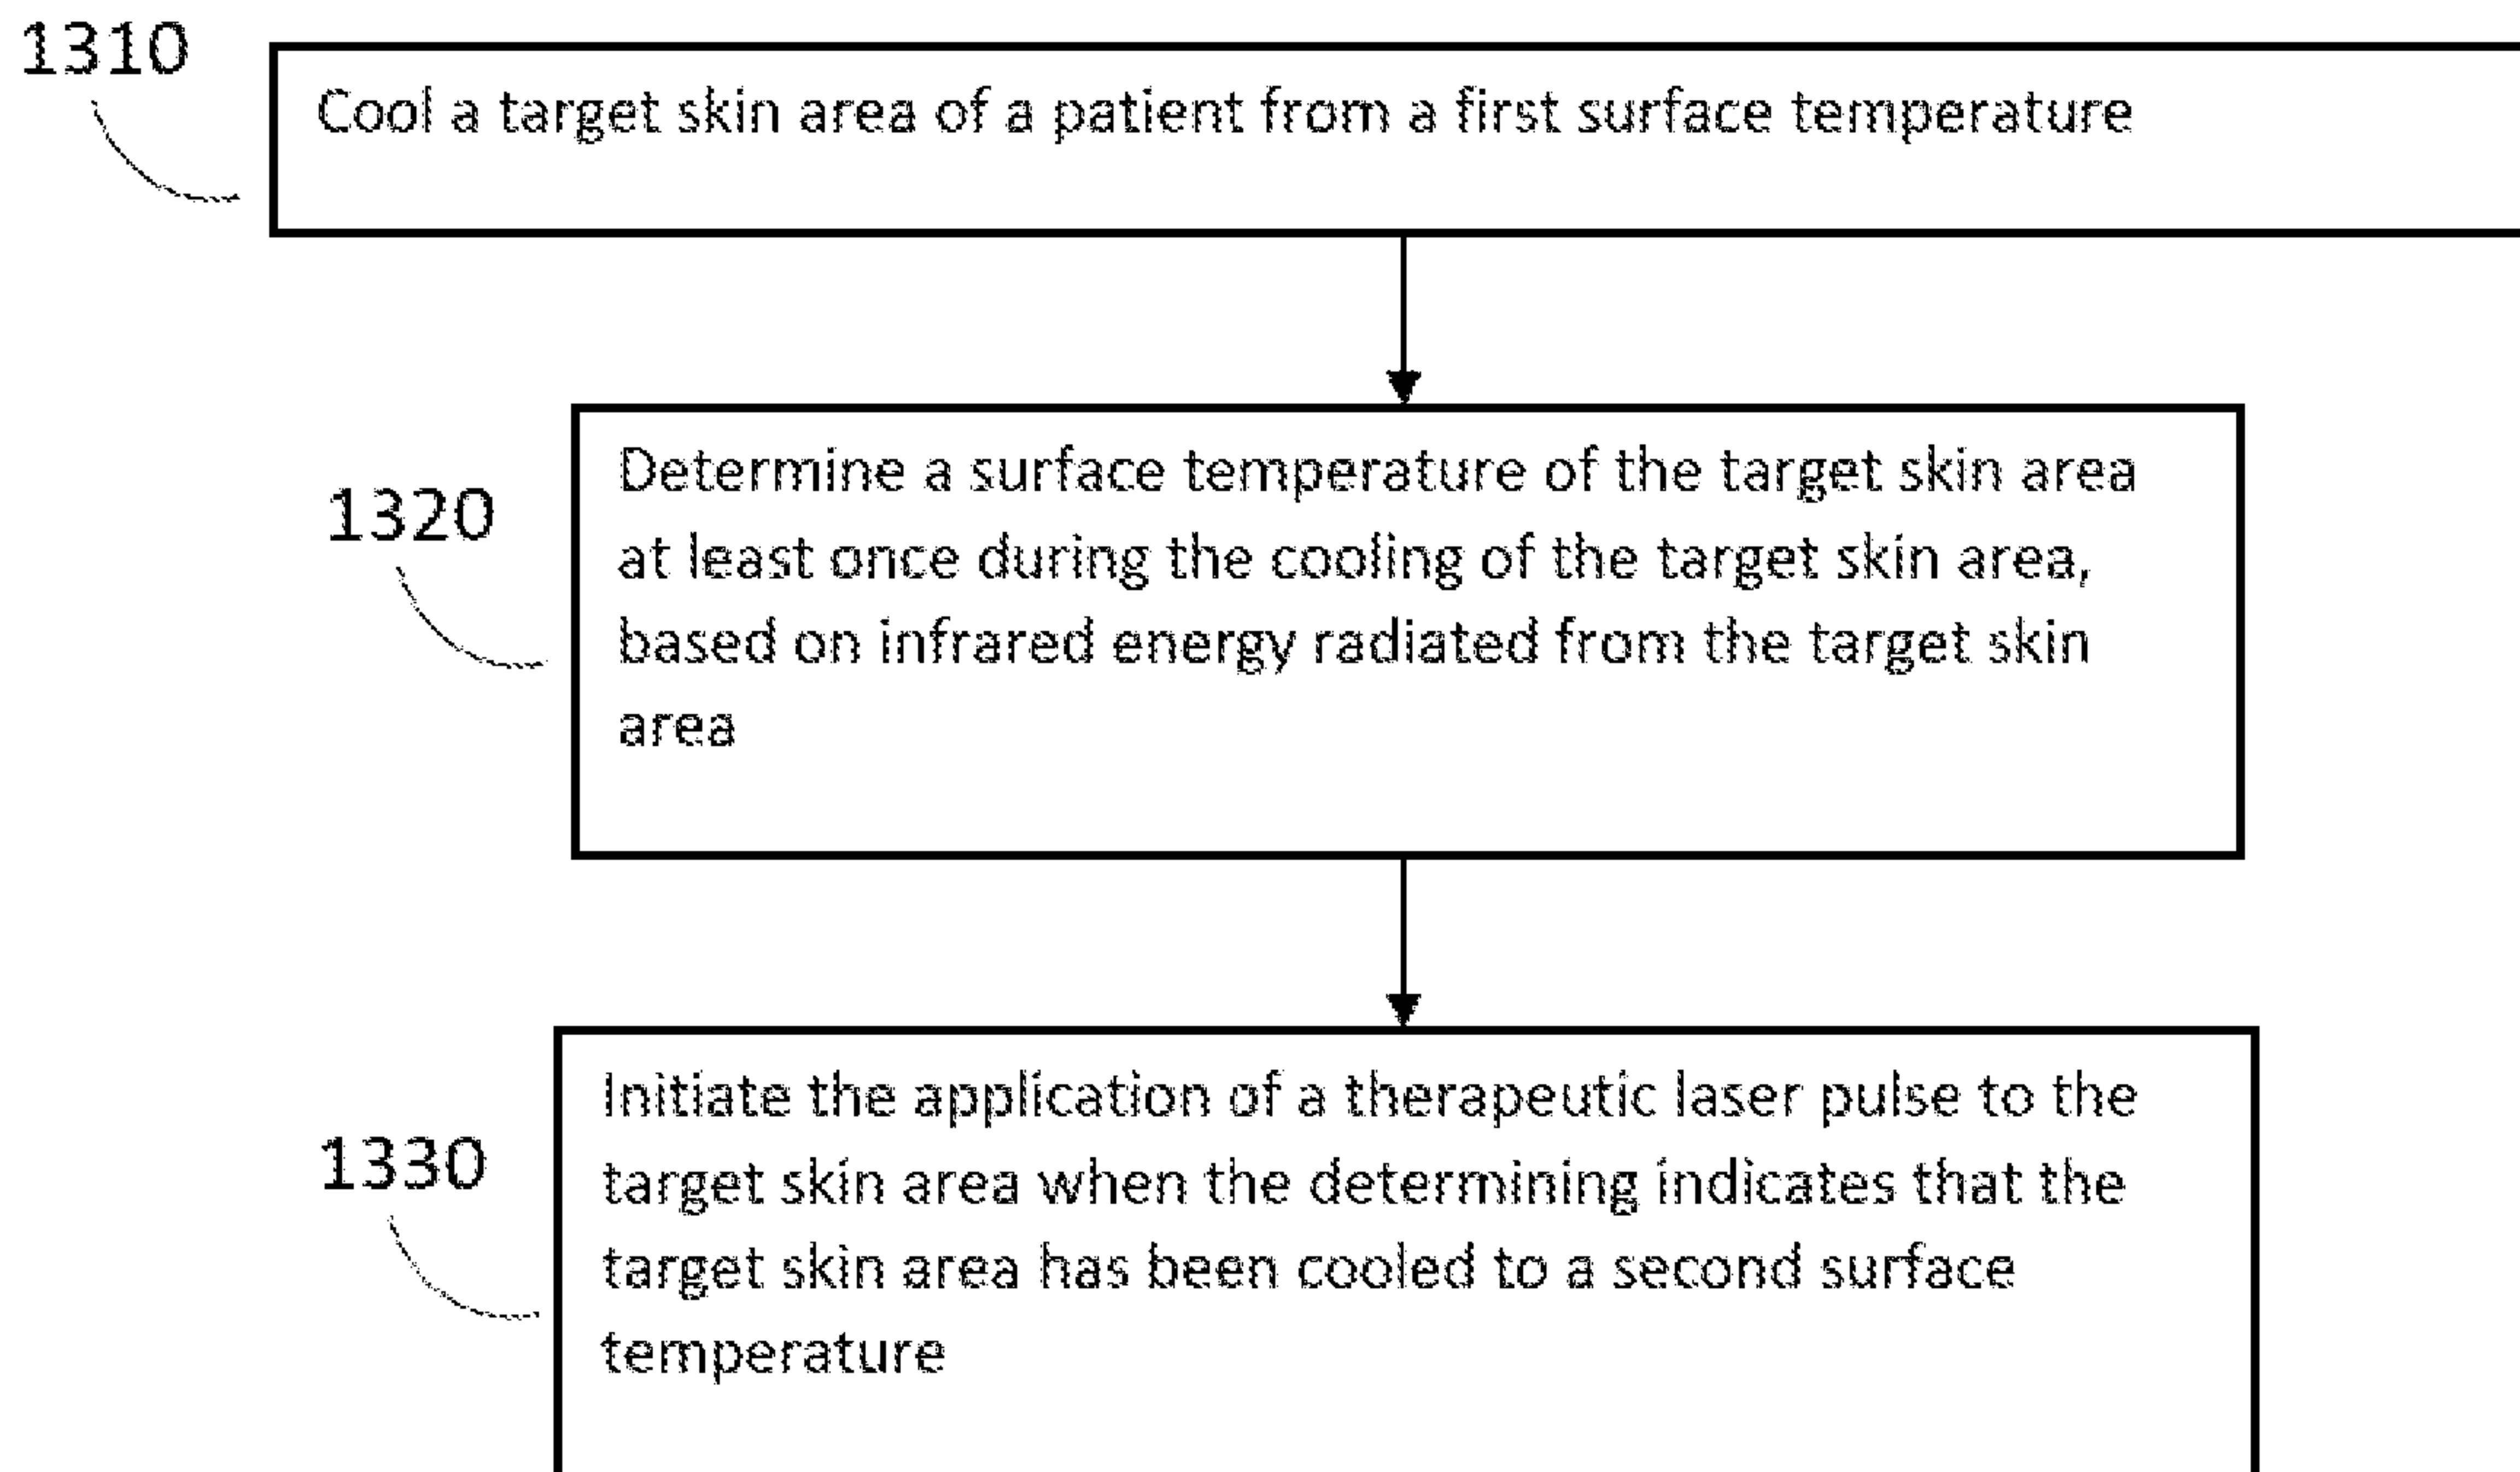 1310
Cool a target skin area of a patient from a first surface temperature
1320
Determine a surface temperature of the target skin area
at least once during the cooling of the target skin area,
based on infrared energy radiated from the target skin
area
1330
Initiate the application of a therapeutic laser pulse to the
target skin area when the determining indicates that the
target skin area has been cooled to a second surface
temperature